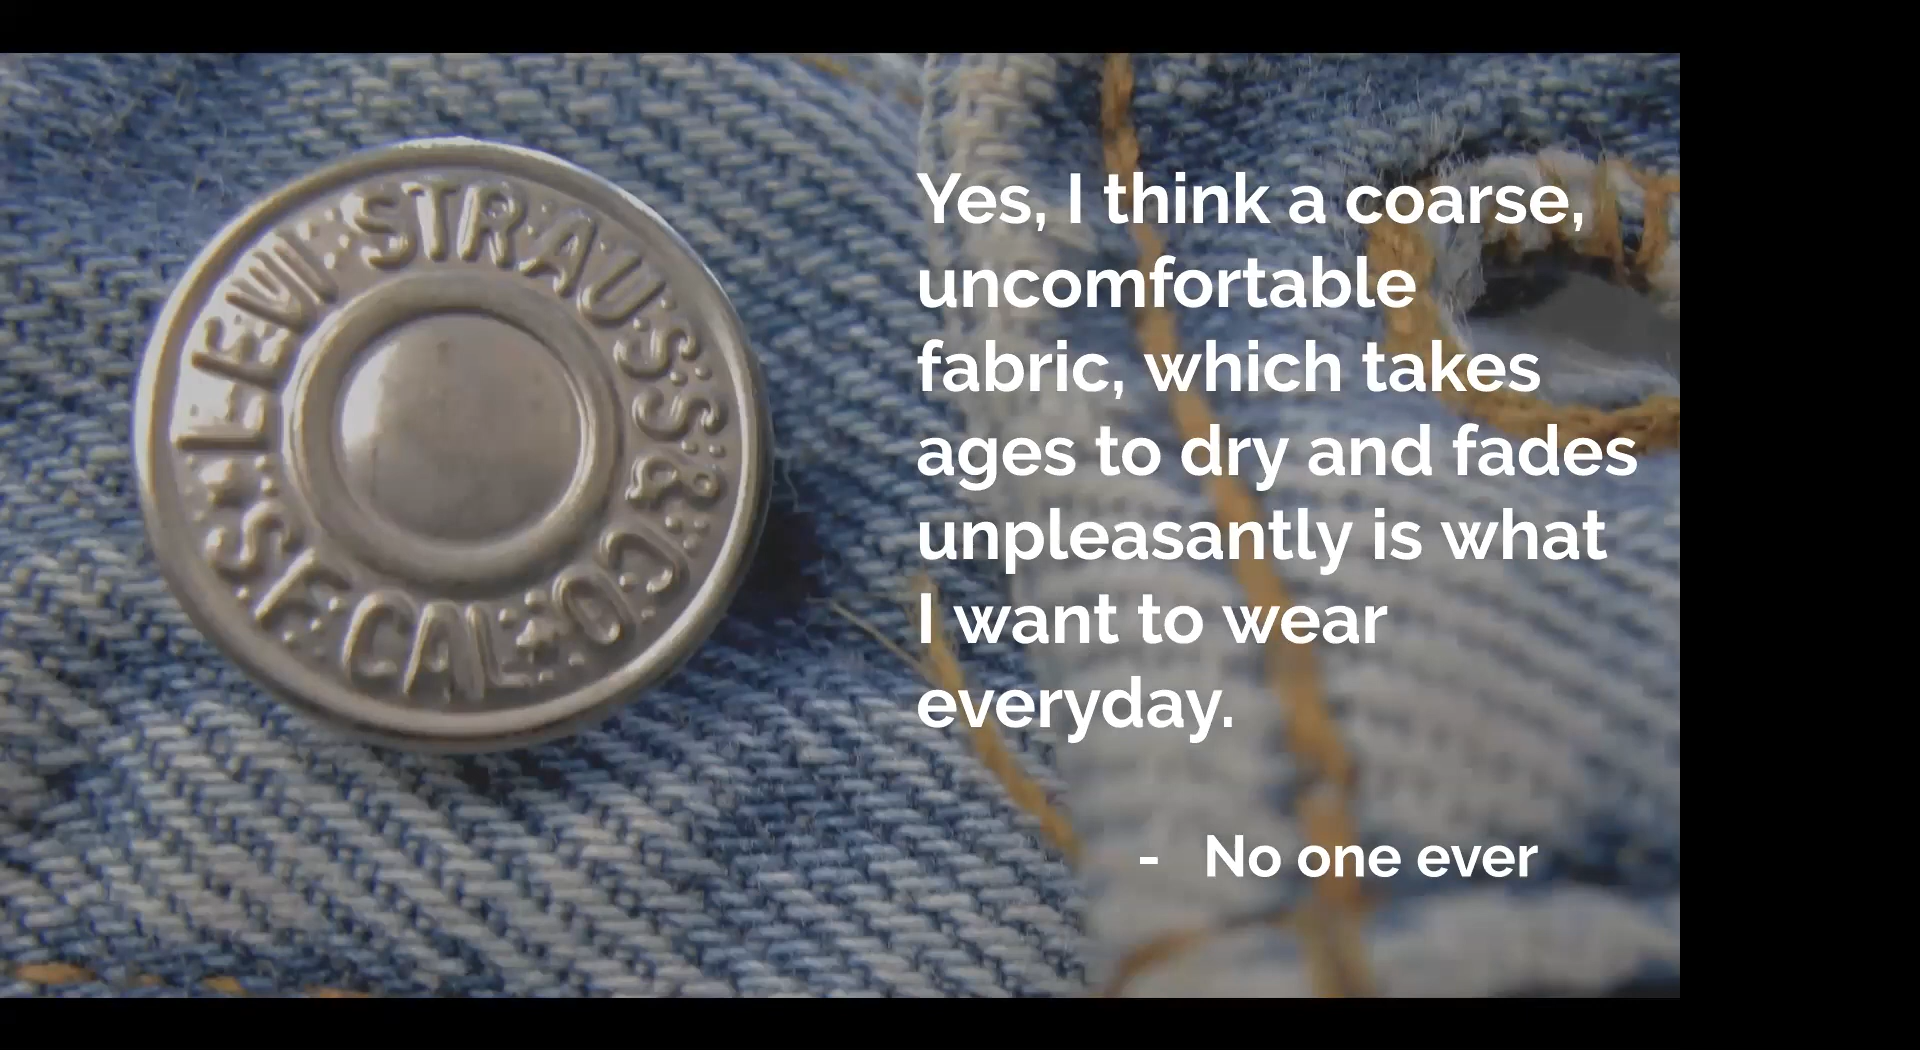 LEVI STRAUSS & CO
S.F. CAL
Yes, I think a coarse,
uncomfortable
fabric, which takes
ages to dry and fades
unpleasantly is what
I want to wear
everyday.
- No one ever